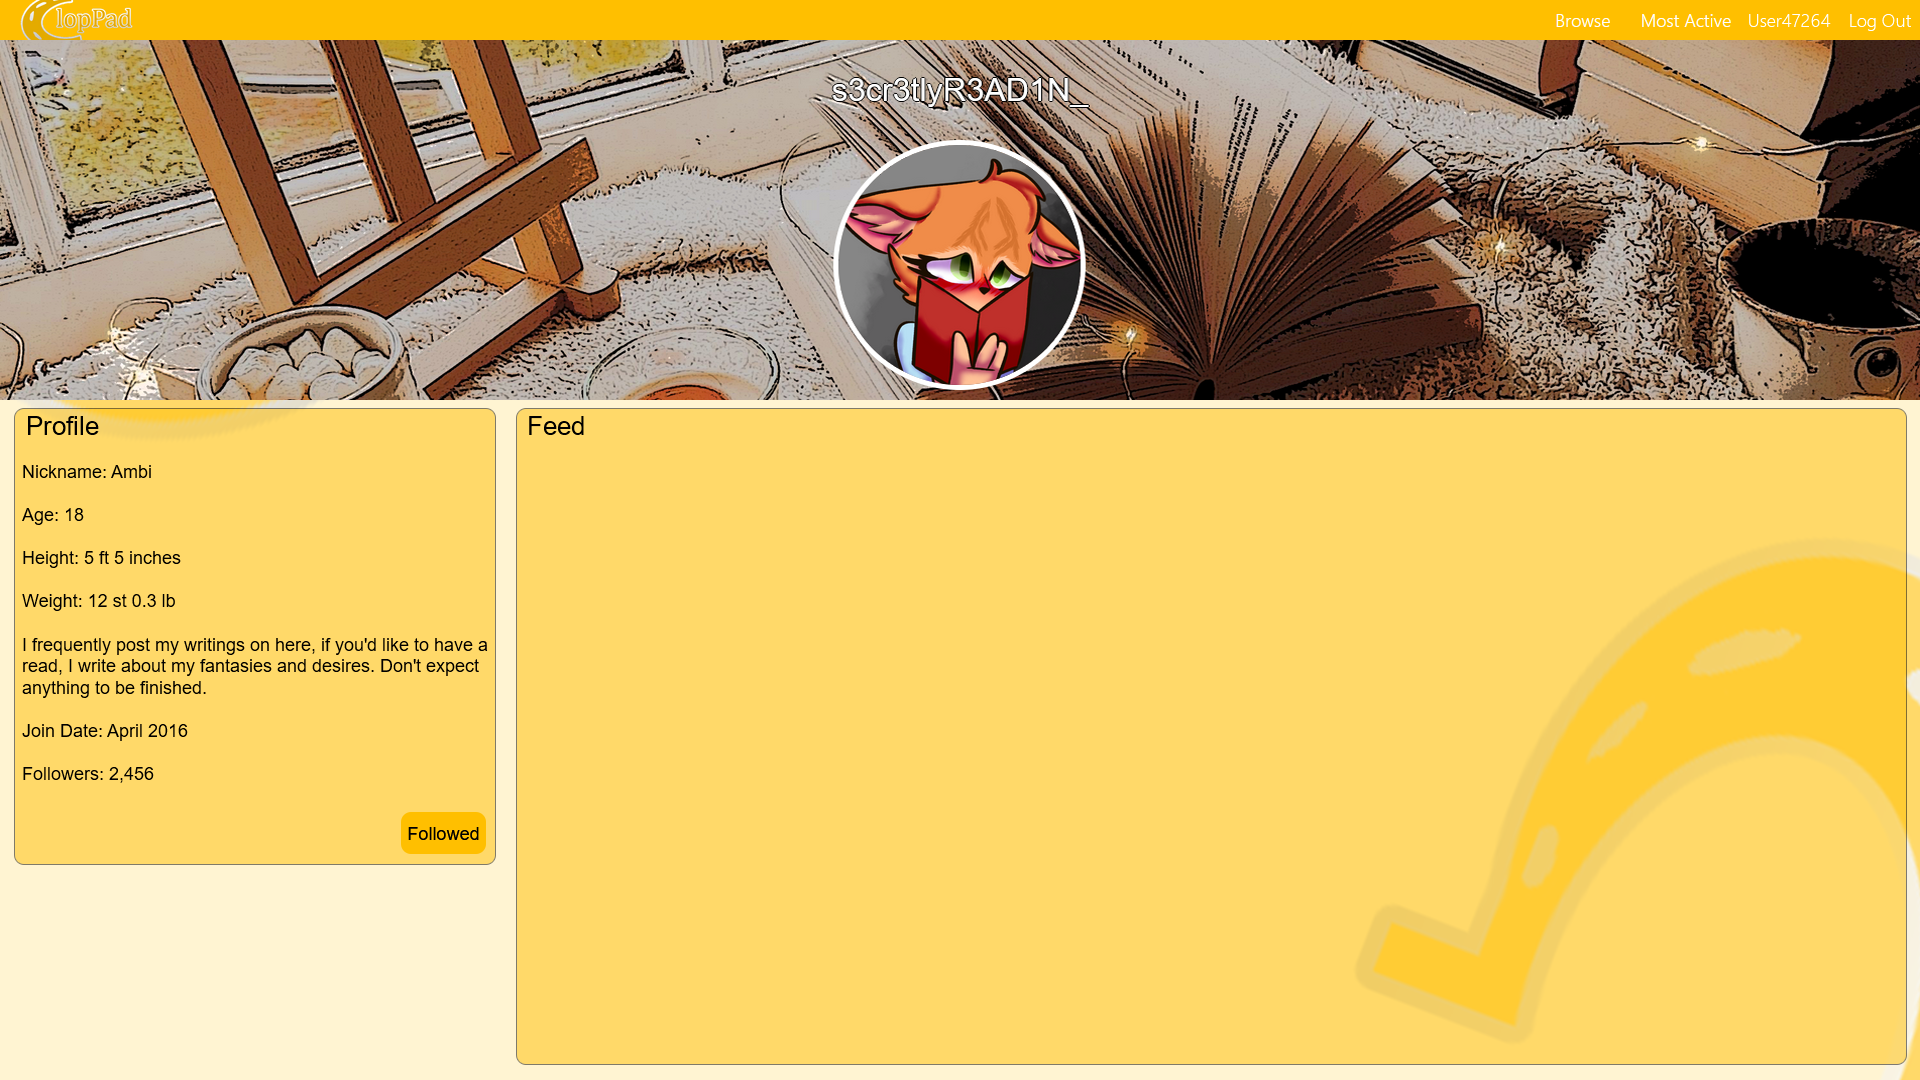 lopPad
Browse Most Active User47264 Log Out
s3cr3tlyR3AD1N_
Profile
Nickname: Ambi
Age: 18
Height: 5 ft 5 inches
Weight: 12 st 0.3 lb
I frequently post my writings on here, if you'd like to have a
read, I write about my fantasies and desires. Don't expect
anything to be finished.
Join Date: April 2016
Followers: 2,456
Followed
Feed